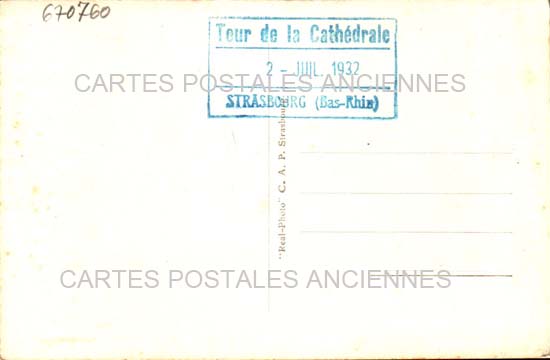 670760
Tour de la Cathédrale
2 - JUIL. 1932
CARTES POSTALES ANCIENNES
STRASBOURG (Bas-Rhin)
"Real-Photo" C. A. P. Strasbourg
CARTES POSTALES ANCIENNES